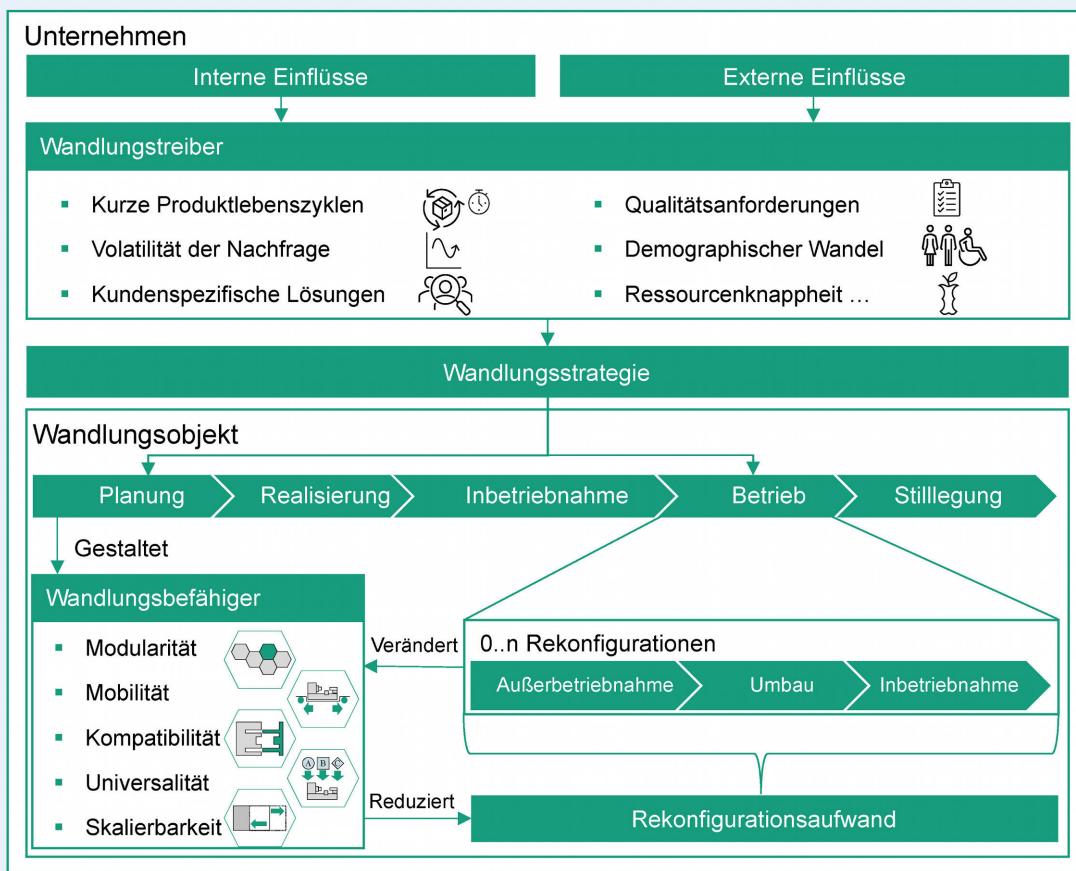 Unternehmen
Interne Einflüsse
Externe Einflüsse
Wandlungstreiber
▪ Kurze Produktlebenszyklen
▪ Volatilität der Nachfrage
▪ Kundenspezifische Lösungen
▪ Qualitätsanforderungen
▪ Demographischer Wandel
▪ Ressourcenknappheit ...
Wandlungsstrategie
Wandlungsobjekt
Planung
Realisierung
Inbetriebnahme
Betrieb
Stilllegung
Gestaltet
Wandlungsbefähiger
▪ Modularität
▪ Mobilität
▪ Kompatibilität
▪ Universalität
▪ Skalierbarkeit
A B C
Verändert
0..n Rekonfigurationen
Außerbetriebnahme
Umbau
Inbetriebnahme
Reduziert
Rekonfigurationsaufwand